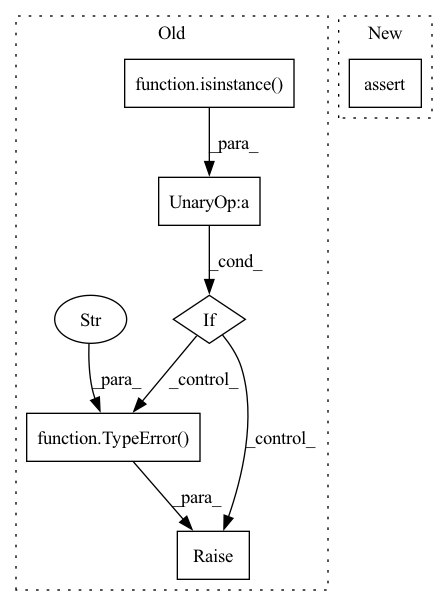 Old
New
function.isinstance()
assert
_para_
UnaryOp:a
_cond_
Str
If
_para_
_control_
function.TypeError()
_control_
_para_
Raise